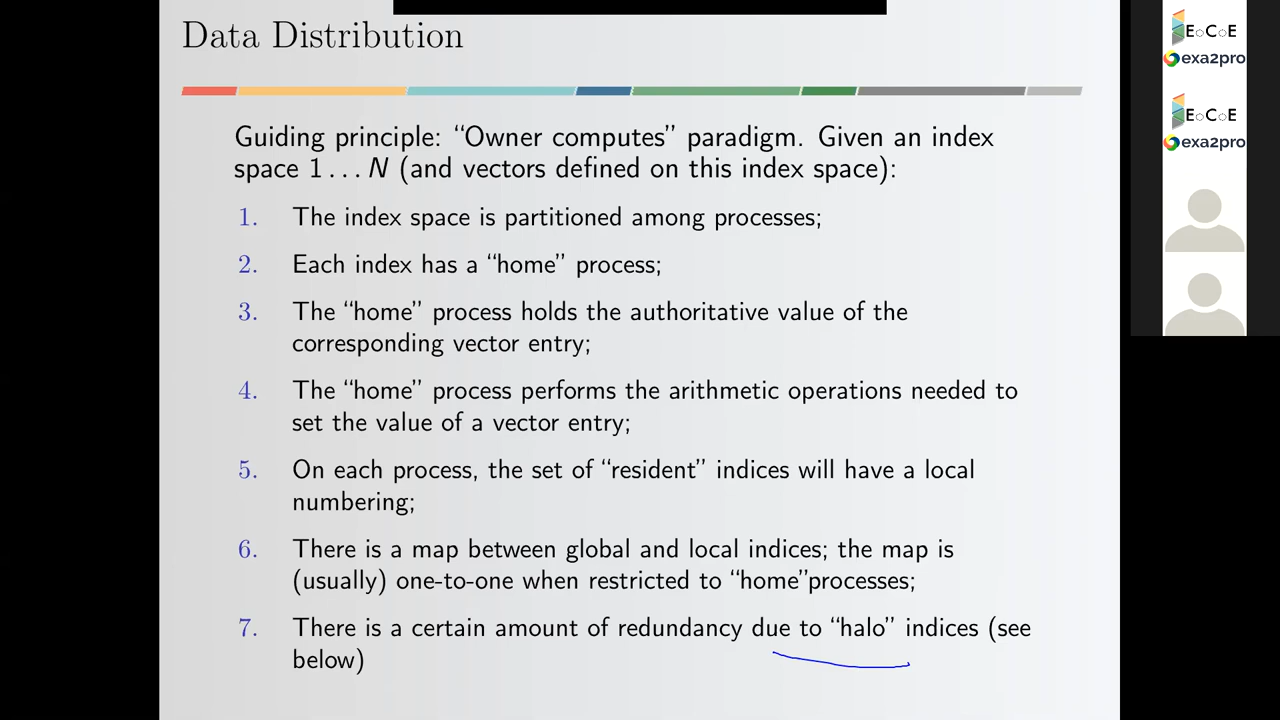 Data Distribution
Guiding principle: “Owner computes” paradigm. Given an index
space 1 . . . N (and vectors defined on this index space):
1. The index space is partitioned among processes;
2. Each index has a “home” process;
3. The “home” process holds the authoritative value of the
corresponding vector entry;
4. The “home” process performs the arithmetic operations needed to
set the value of a vector entry;
5. On each process, the set of “resident” indices will have a local
numbering;
6. There is a map between global and local indices; the map is
(usually) one-to-one when restricted to “home”processes;
7. There is a certain amount of redundancy due to “halo” indices (see
below)
EoCoE
exa2pro
EoCoE
exa2pro